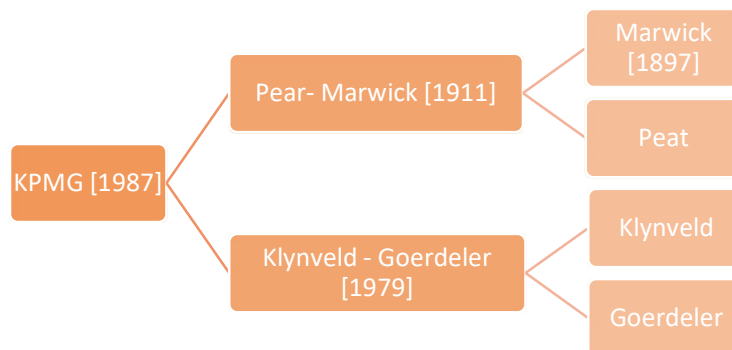 KPMG [1987]
Pear- Marwick [1911]
Klynveld - Goerdeler
[1979]
Marwick
[1897]
Peat
Klynveld
Goerdeler